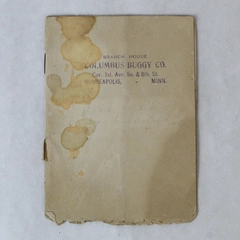 BRANCH HOUSE
COLUMBUS BUGGY CO.
Cor. 1st. Ave. So. & 8th. St.
MINNEAPOLIS, - MINN.